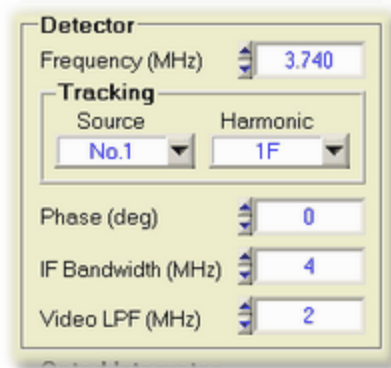 Detector
Frequency (MHz) 3.740
Tracking
Source Harmonic
No.1 1F
Phase (deg) 0
IF Bandwidth (MHz) 4
Video LPF (MHz) 2